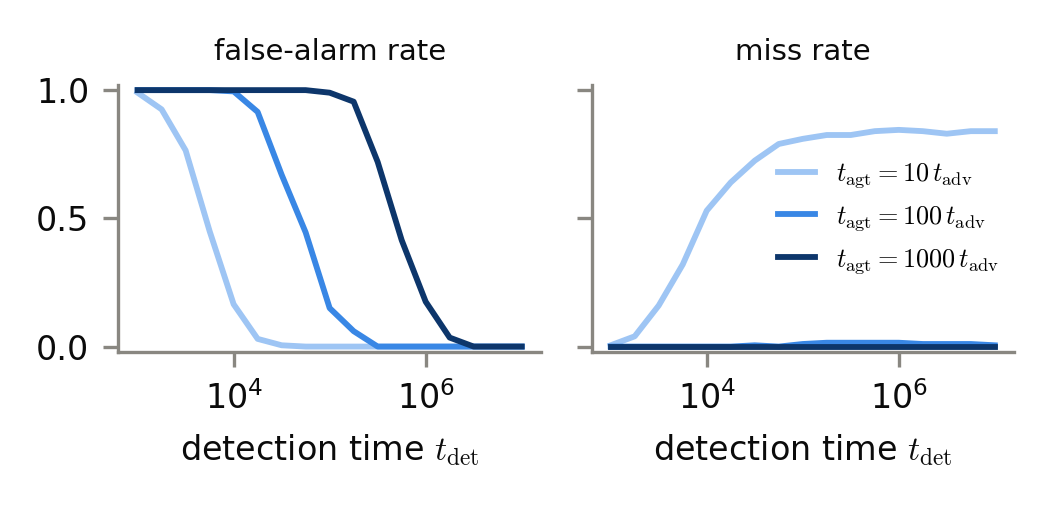 false-alarm rate
miss rate
1.0
0.5
0.0
10^4
10^6
10^4
10^6
detection time t_det
detection time t_det
t_agt = 10 t_adv
t_agt = 100 t_adv
t_agt = 1000 t_adv